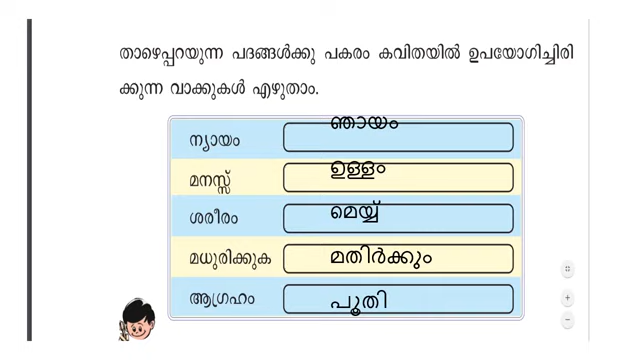 താഴെപ്പറയുന്ന പദങ്ങൾക്കു പകരം കവിതയിൽ ഉപയോഗിച്ചിരി
ക്കുന്ന വാക്കുകൾ എഴുതാം.
ന്യായം ഞായം
മനസ്സ് ഉള്ളം
ശരീരം മെയ്യ്
മധുരിക്കുക മതിർക്കും
ആഗ്രഹം പൂതി